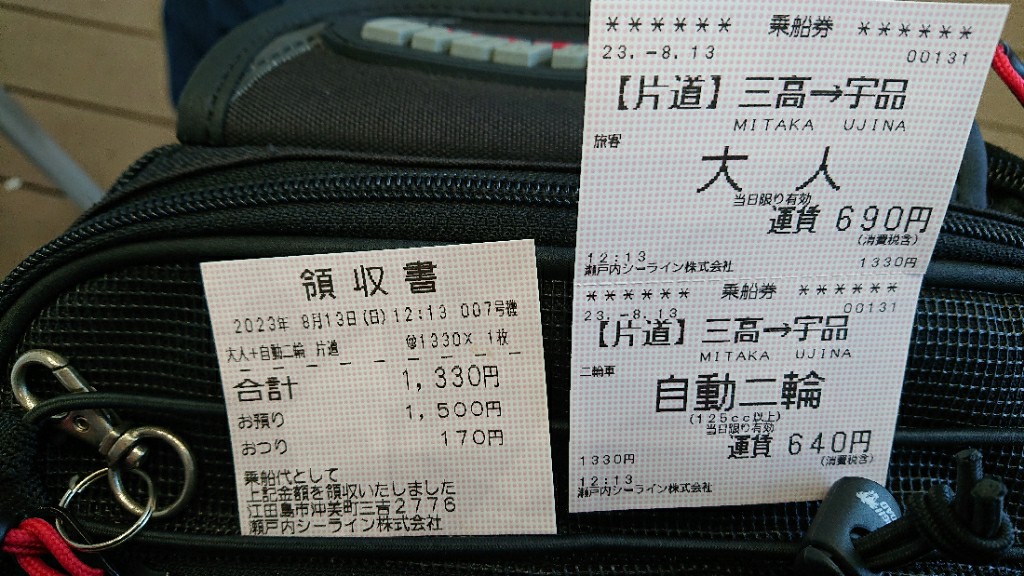 領収書
2023年 8月13日(日)12:13 007号機
大人+自動二輪 片道 @1330× 1枚
合計 1,330円
お預り 1,500円
おつり 170円
乗船代として
上記金額を領収いたしました
江田島市沖美町三吉2776
瀬戸内シーライン株式会社
****** 乗船券 ******
23.-8.13 00131
【片道】三高→宇品
MITAKA UJINA
旅客
大人
当日限り有効
運賃 690円
(消費税含)
12:13
瀬戸内シーライン株式会社 1330円
****** 乗船券 ******
23.-8.13 00131
【片道】三高→宇品
MITAKA UJINA
二輪車
自動二輪
(125cc以上)
当日限り有効
運賃 640円
1330円 (消費税含)
12:13
瀬戸内シーライン株式会社